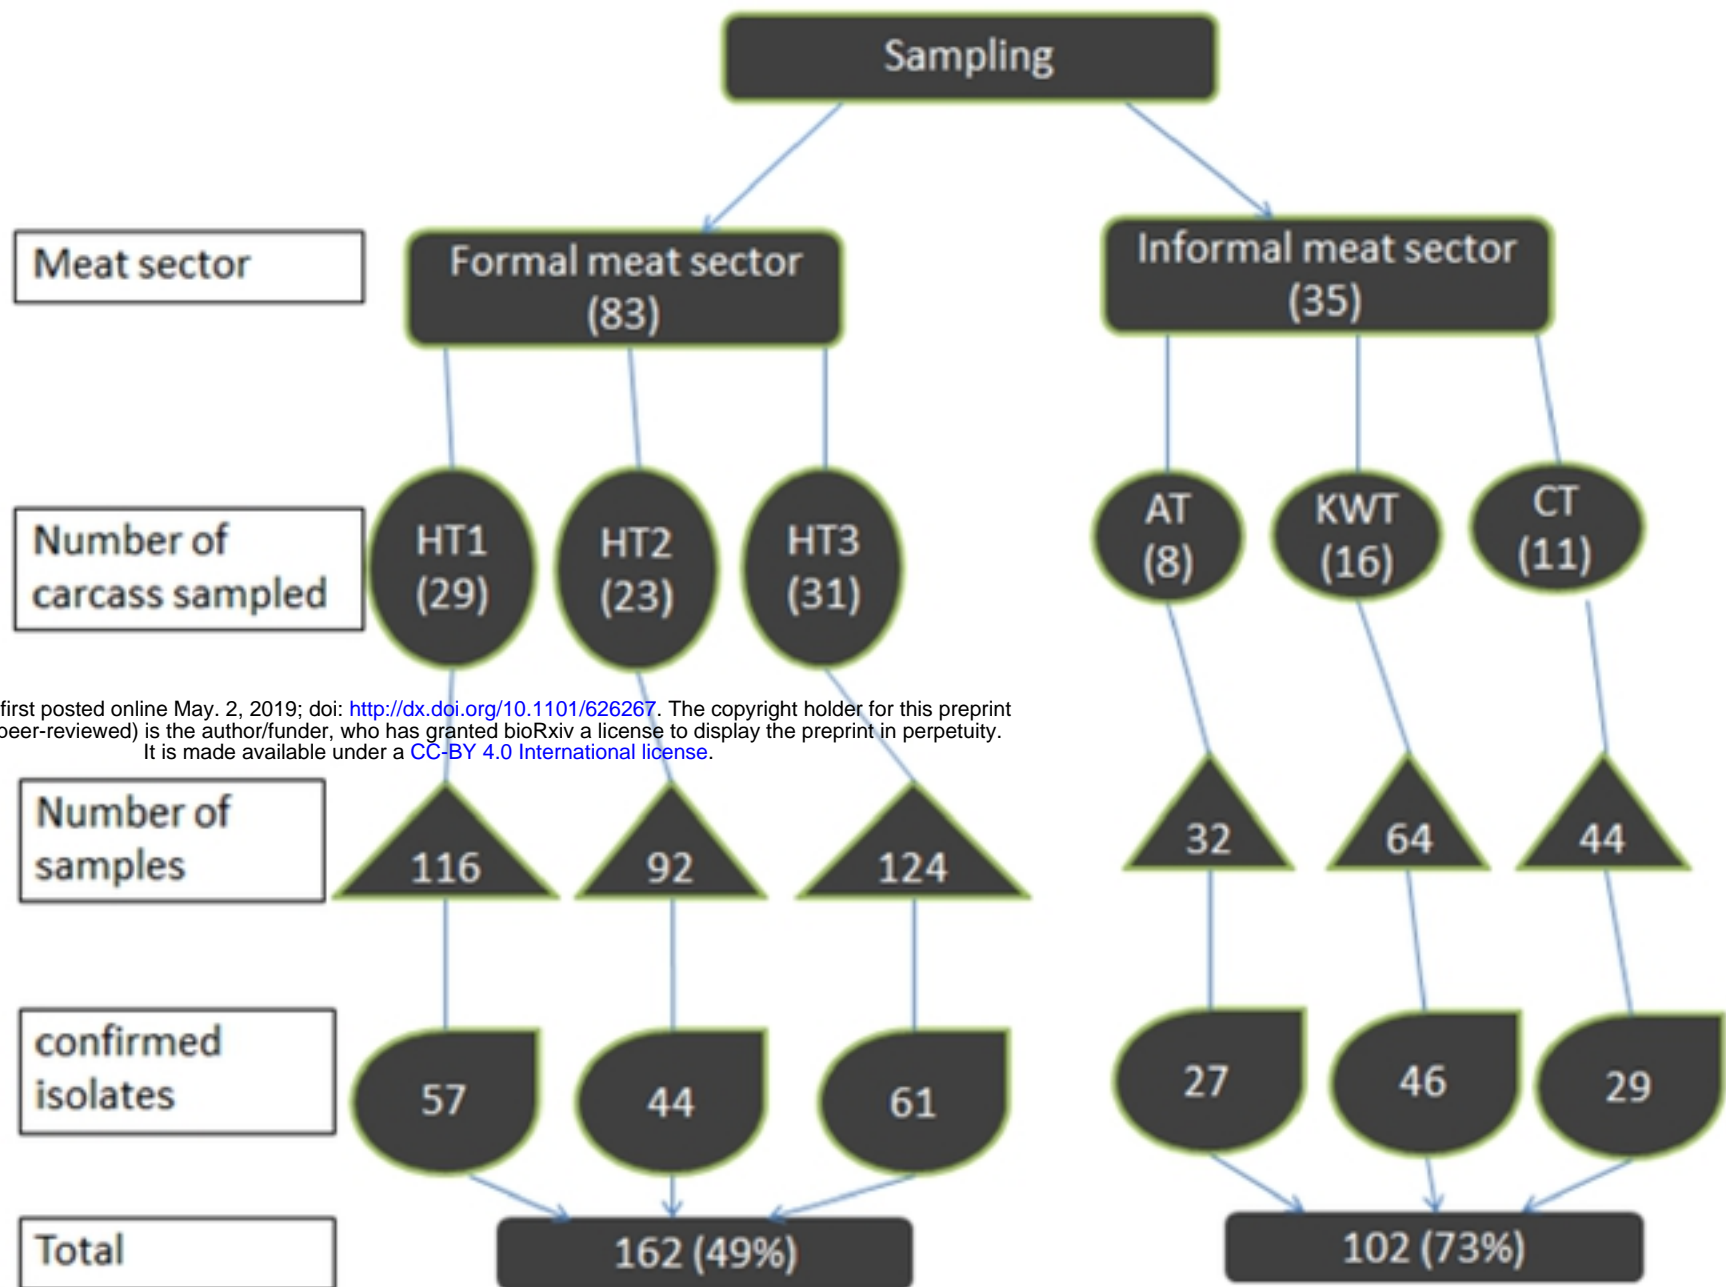 Sampling
Meat sector
Formal meat sector
(83)
Informal meat sector
(35)
Number of
carcass sampled
HT1
(29)
HT2
(23)
HT3
(31)
AT
(8)
KWT
(16)
CT
(11)
first posted online May. 2, 2019; doi: http://dx.doi.org/10.1101/626267. The copyright holder for this preprint
peer-reviewed) is the author/funder, who has granted bioRxiv a license to display the preprint in perpetuity.
It is made available under a CC-BY 4.0 International license.
Number of
samples
116
92
124
32
64
44
confirmed
isolates
57
44
61
27
46
29
Total
162 (49%)
102 (73%)